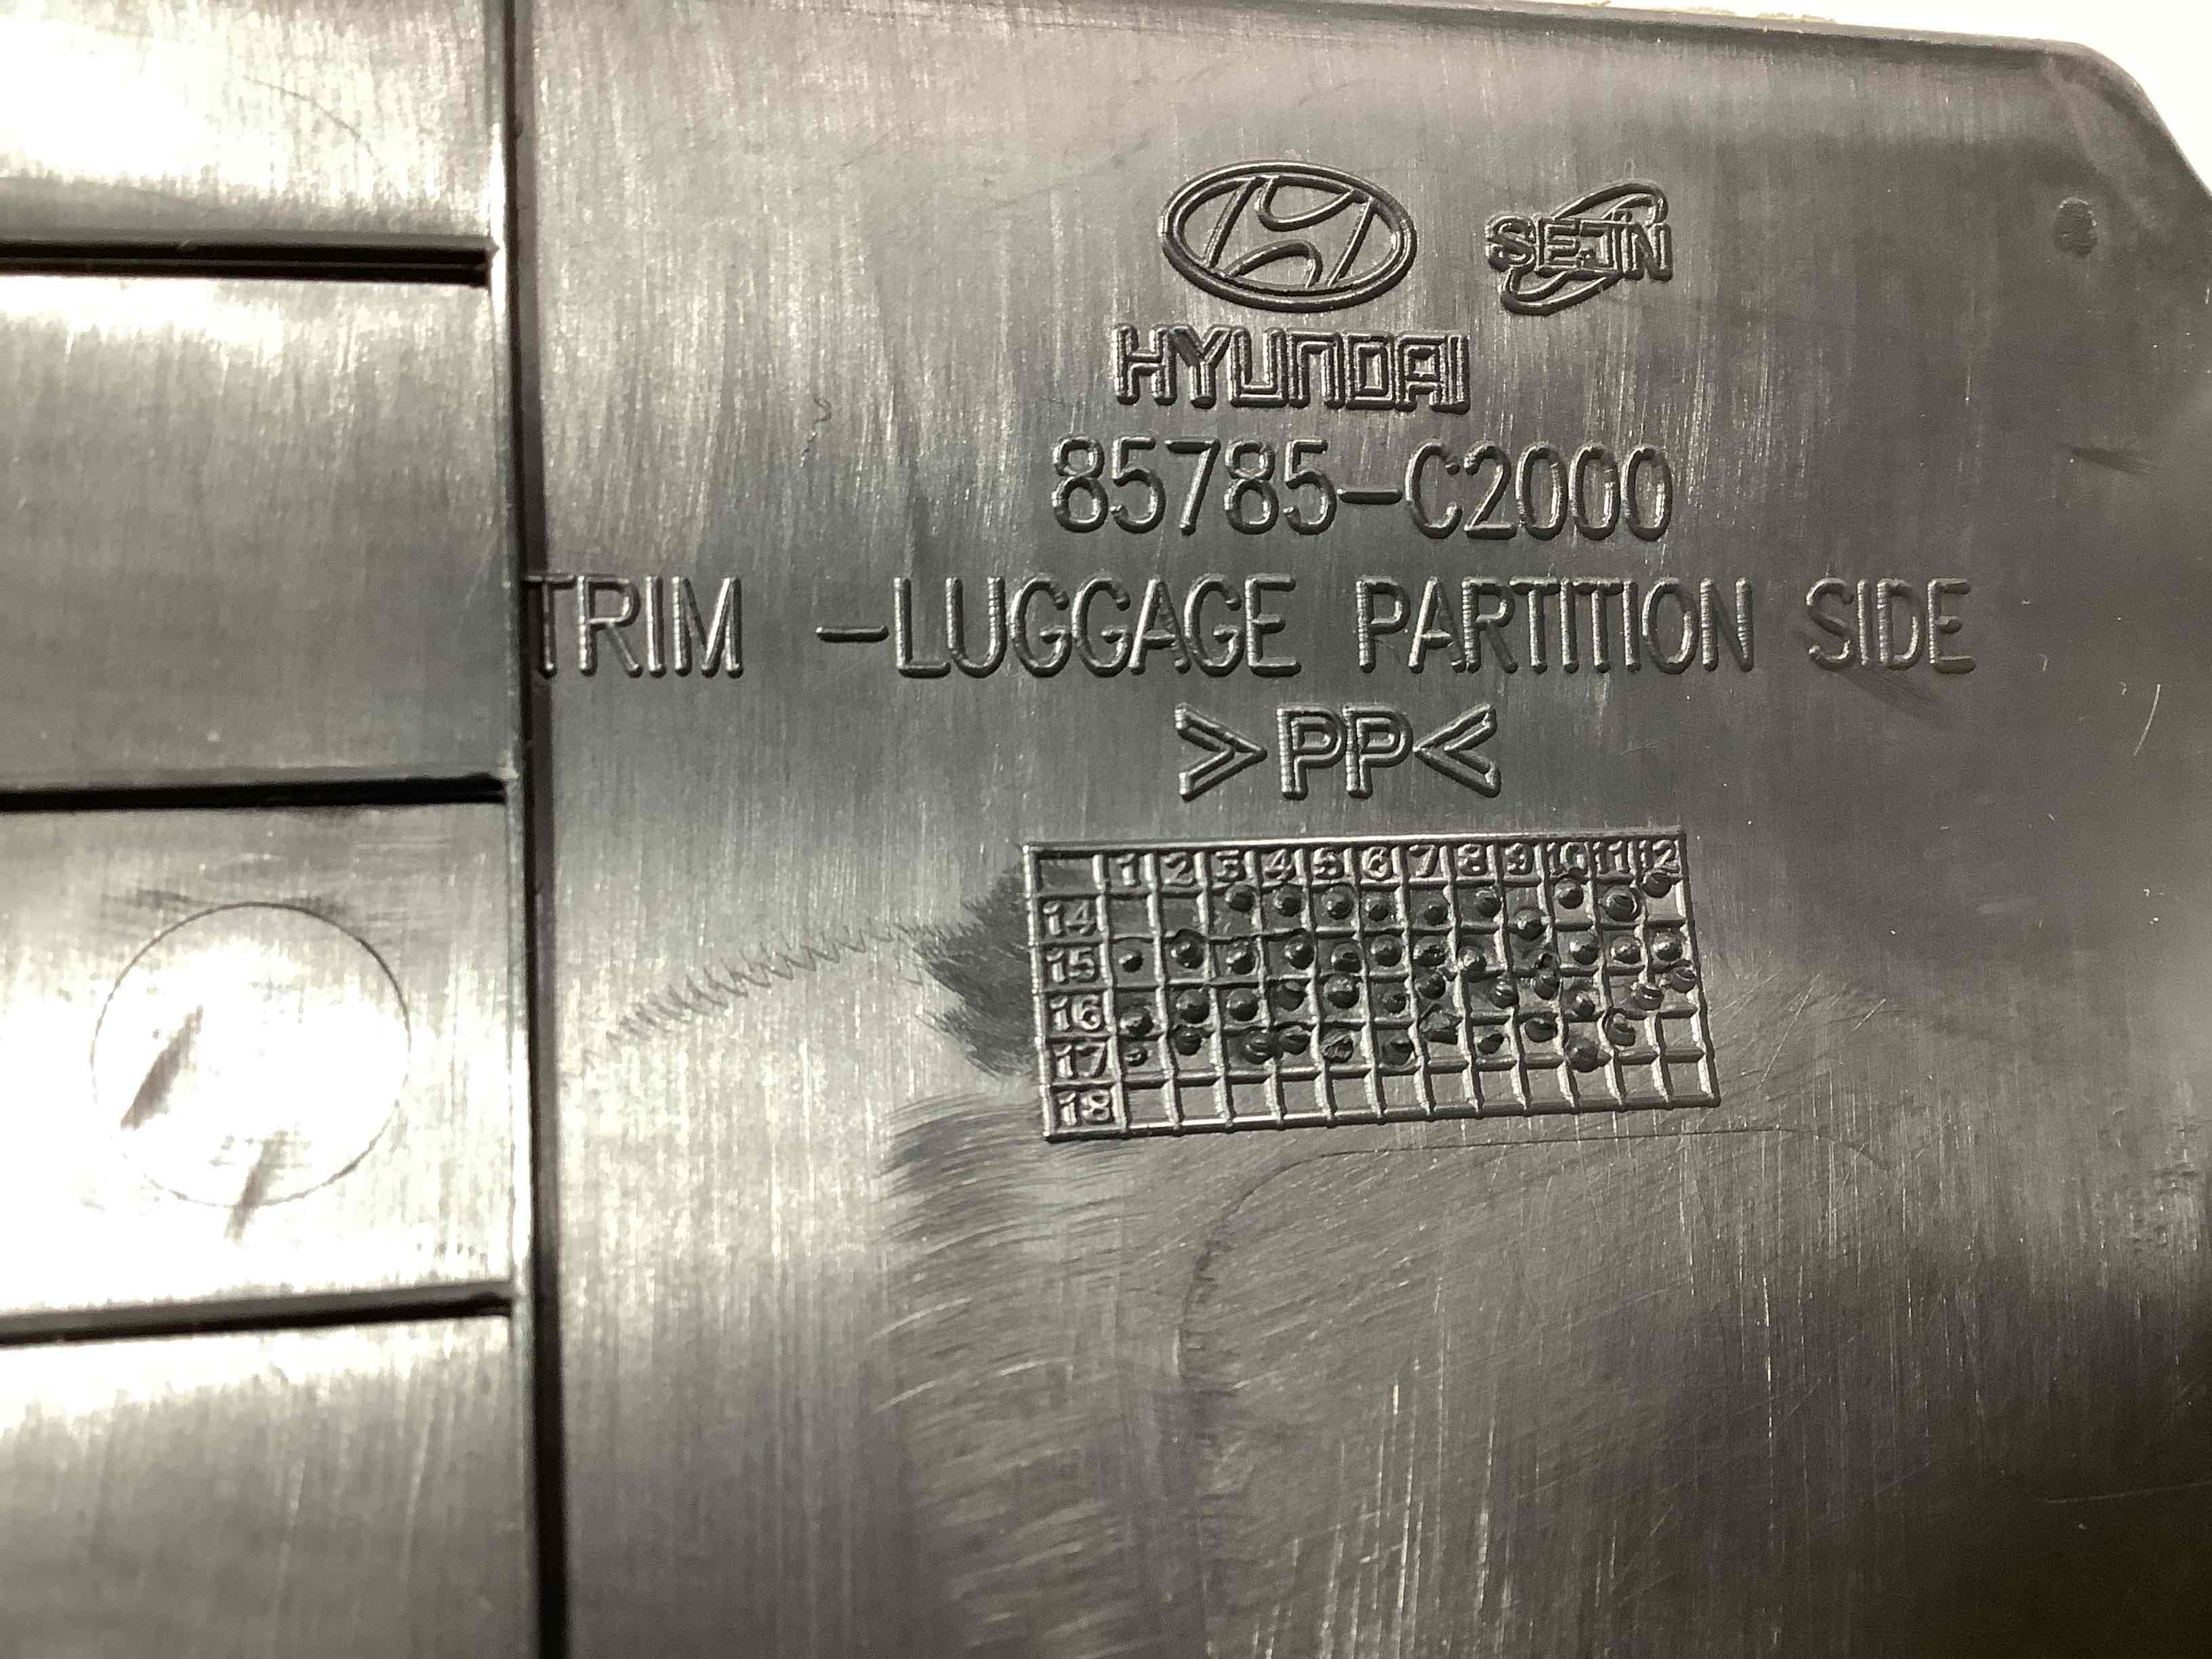 SEJIN
HYUNDAI
85785-C2000
TRIM -LUGGAGE PARTITION SIDE
>PP<
1 2 3 4 5 6 7 8 9 10 11 12
14
15
16
17
18